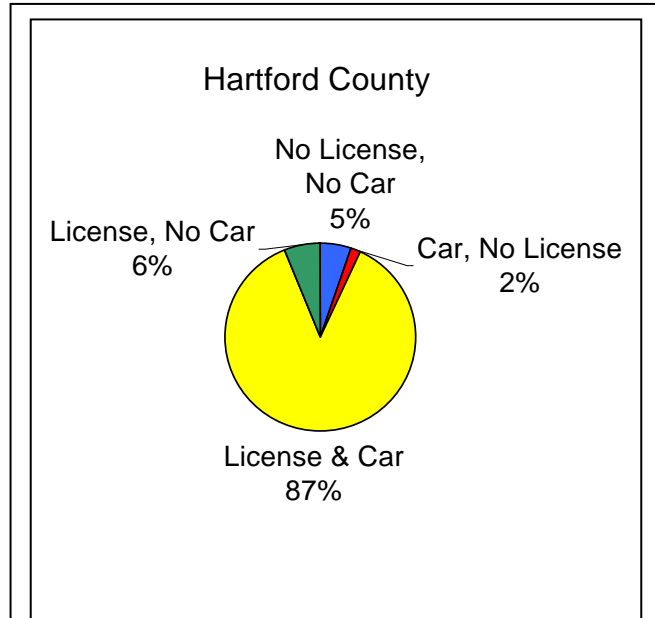 Hartford County
No License,
No Car
5%
License, No Car
6%
Car, No License
2%
License & Car
87%